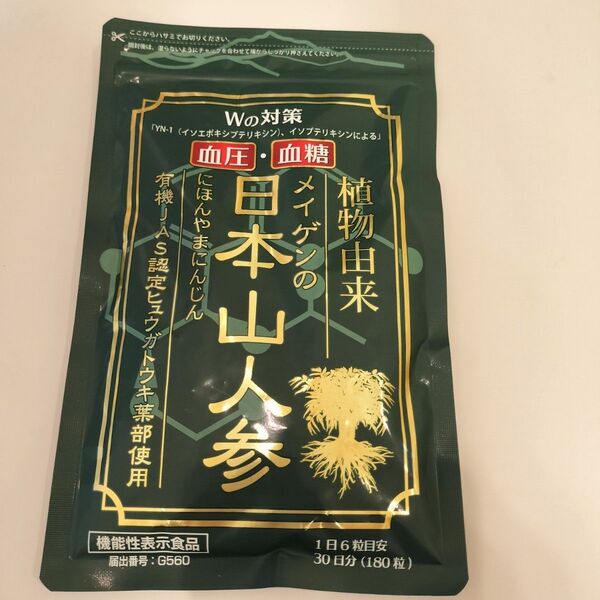 ここからハサミでお切りください。
開封後は、湿らないようにチャックを合わせて端からしっかり押さえてください。
Wの対策
「YN-1（イソエポキシプテリキシン）、イソプテリキシンによる」
血圧・血糖
植物由来
メイゲンの
日本山人参
にほんやまにんじん
有機JAS認定ヒュウガトウキ葉部使用
機能性表示食品
届出番号：G560
1日6粒目安
30日分（180粒）